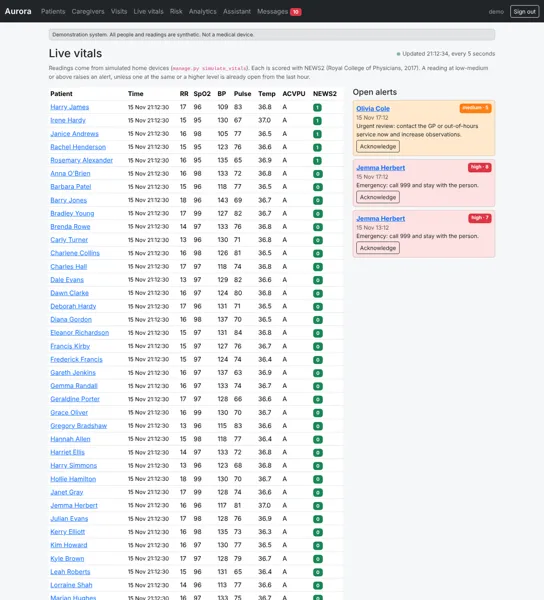 Aurora Patients Caregivers Visits Live vitals Risk Analytics Assistant Messages 10 demo Sign out
Demonstration system. All people and readings are synthetic. Not a medical device.
Live vitals
Updated 21:12:34, every 5 seconds
Readings come from simulated home devices (manage.py simulate_vitals). Each is scored with NEWS2 (Royal College of Physicians, 2017). A reading at low-medium
or above raises an alert, unless one at the same or a higher level is already open from the last hour.
Patient Time RR SpO2 BP Pulse Temp ACVPU NEWS2
Harry James 15 Nov 21:12:30 17 96 109 83 36.8 A 1
Irene Hardy 15 Nov 21:12:30 15 95 130 67 37.0 A 1
Janice Andrews 15 Nov 21:12:30 16 98 105 77 36.5 A 1
Rachel Henderson 15 Nov 21:12:30 15 95 123 76 36.6 A 1
Rosemary Alexander 15 Nov 21:12:30 16 95 135 65 36.9 A 1
Anna O'Brien 15 Nov 21:12:30 16 98 133 72 36.8 A 0
Barbara Patel 15 Nov 21:12:30 15 96 118 77 36.5 A 0
Barry Jones 15 Nov 21:12:30 18 96 143 69 36.7 A 0
Bradley Young 15 Nov 21:12:30 17 99 127 82 36.7 A 0
Brenda Rowe 15 Nov 21:12:30 14 97 133 76 36.8 A 0
Carly Turner 15 Nov 21:12:30 13 96 130 71 36.8 A 0
Charlene Collins 15 Nov 21:12:30 16 98 126 81 36.5 A 0
Charles Hall 15 Nov 21:12:30 17 97 118 74 36.8 A 0
Dale Evans 15 Nov 21:12:30 13 97 129 82 36.6 A 0
Dawn Clarke 15 Nov 21:12:30 16 97 124 80 36.8 A 0
Deborah Hardy 15 Nov 21:12:30 17 96 131 71 36.5 A 0
Diana Gordon 15 Nov 21:12:30 16 98 137 70 36.5 A 0
Eleanor Richardson 15 Nov 21:12:30 15 97 131 84 36.8 A 0
Francis Kirby 15 Nov 21:12:30 15 97 127 76 36.7 A 0
Frederick Francis 15 Nov 21:12:30 15 97 124 74 36.4 A 0
Gareth Jenkins 15 Nov 21:12:30 16 97 137 63 36.9 A 0
Gemma Randall 15 Nov 21:12:30 16 97 133 74 36.7 A 0
Geraldine Porter 15 Nov 21:12:30 17 97 128 66 36.6 A 0
Grace Oliver 15 Nov 21:12:30 16 99 130 70 36.7 A 0
Gregory Bradshaw 15 Nov 21:12:30 13 96 115 83 36.6 A 0
Hannah Allen 15 Nov 21:12:30 15 98 118 77 36.4 A 0
Harriet Ellis 15 Nov 21:12:30 14 97 133 72 36.8 A 0
Harry Simmons 15 Nov 21:12:30 13 96 123 68 36.8 A 0
Hollie Hamilton 15 Nov 21:12:30 18 99 130 70 36.7 A 0
Janet Gray 15 Nov 21:12:30 17 99 128 74 36.6 A 0
Jemma Herbert 15 Nov 21:12:30 16 96 117 81 37.0 A 0
Julian Evans 15 Nov 21:12:30 17 98 128 76 36.9 A 0
Kerry Elliott 15 Nov 21:12:30 16 98 135 73 36.3 A 0
Kim Howard 15 Nov 21:12:30 16 97 130 77 36.5 A 0
Kyle Brown 15 Nov 21:12:30 17 97 128 79 36.7 A 0
Leah Roberts 15 Nov 21:12:30 15 96 131 65 36.4 A 0
Lorraine Shah 15 Nov 21:12:30 14 96 113 77 36.6 A 0
Marian Hughes 15 Nov 21:12:30 16 97 133 75 36.7 A 0
Open alerts
Olivia Cole
15 Nov 17:12
Urgent review: contact the GP or out-of-hours
service now and increase observations.
Acknowledge
Jemma Herbert high · 8
15 Nov 17:12
Emergency: call 999 and stay with the person.
Acknowledge
Jemma Herbert high · 7
15 Nov 13:12
Emergency: call 999 and stay with the person.
Acknowledge